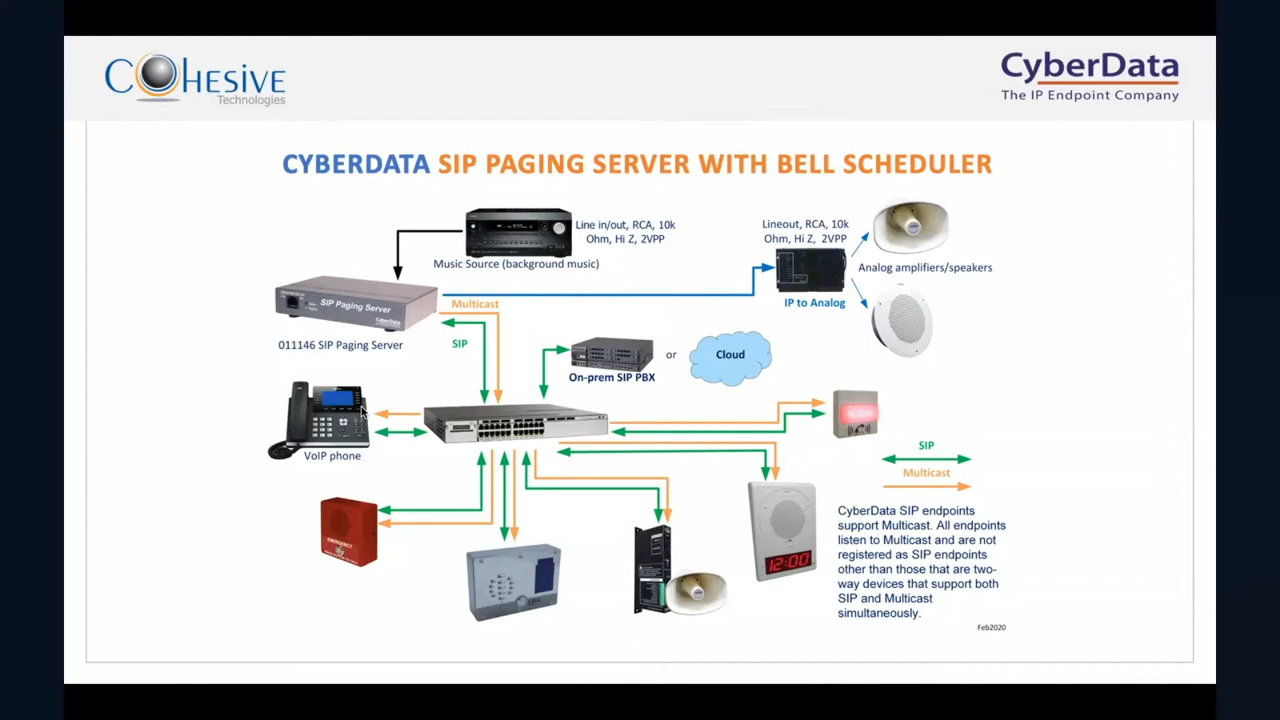 COHESIVE
Technologies
CyberData
The IP Endpoint Company
CYBERDATA SIP PAGING SERVER WITH BELL SCHEDULER
Line in/out, RCA, 10k
Ohm, Hi Z, 2VPP
Music Source (background music)
Lineout, RCA, 10k
Ohm, Hi Z, 2VPP
Analog amplifiers/speakers
IP to Analog
SIP Paging Server
CyberData
Multicast
SIP
011146 SIP Paging Server
On-prem SIP PBX
or
Cloud
VoIP phone
EMERGENCY
12:00
SIP
Multicast
CyberData SIP endpoints
support Multicast. All endpoints
listen to Multicast and are not
registered as SIP endpoints
other than those that are two-
way devices that support both
SIP and Multicast
simultaneously.
Feb2020